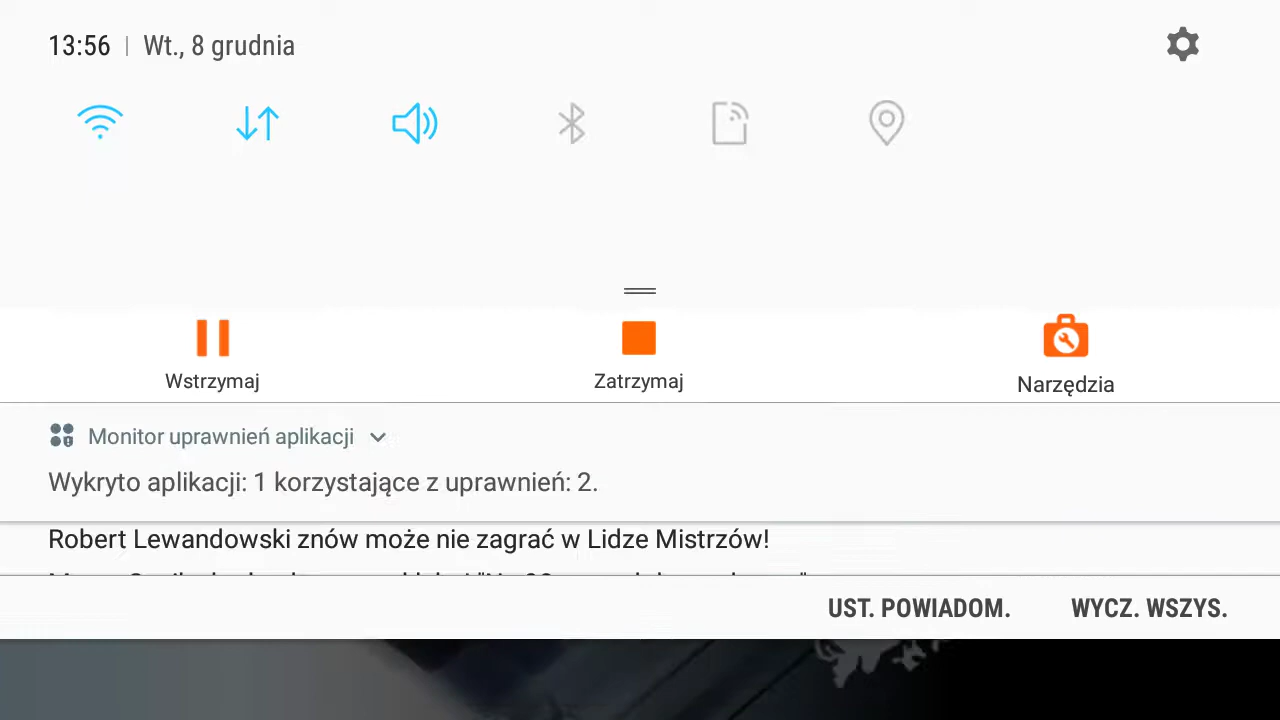 13:56 | Wt., 8 grudnia
Wstrzymaj
Zatrzymaj
Narzędzia
Monitor uprawnień aplikacji
Wykryto aplikacji: 1 korzystające z uprawnień: 2.
Robert Lewandowski znów może nie zagrać w Lidze Mistrzów!
UST. POWIADOM.
WYCZ. WSZYS.